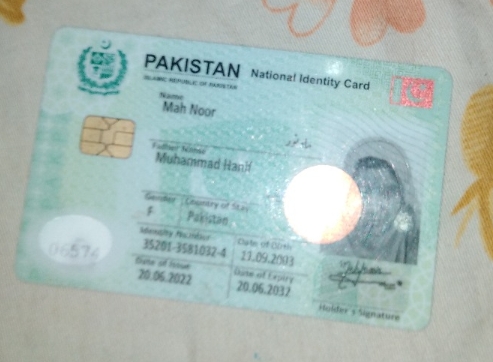 PAKISTAN National Identity Card
ISLAMIC REPUBLIC OF PAKISTAN
Name
Mah Noor
ماہ نور
Father Name
Muhammad Hanif
Gender Country of Stay
F Pakistan
Identity Number Date of Birth
35201-3581032-4 11.09.2003
Date of Issue Date of Expiry
20.06.2022 20.06.2032
Holder's Signature